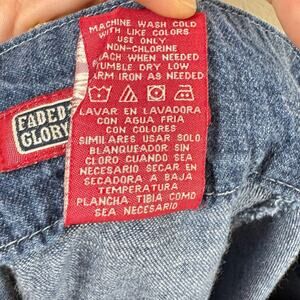 MACHINE WASH COLD
WITH LIKE COLORS
USE ONLY
NON-CHLORINE
EACH WHEN NEEDED
TUMBLE DRY LOW
ARM IRON AS NEEDED
LAVAR EN LAVADORA
CON AGUA FRIA
CON COLORES
SIMILARES USAR SOLO
BLANQUEADOR SIN
CLORO CUANDO SEA
NECESARIO SECAR EN
SECADORA A BAJA
TEMPERATURA
PLANCHA TIBIA COMO
SEA NECESARIO
FADED
GLORY